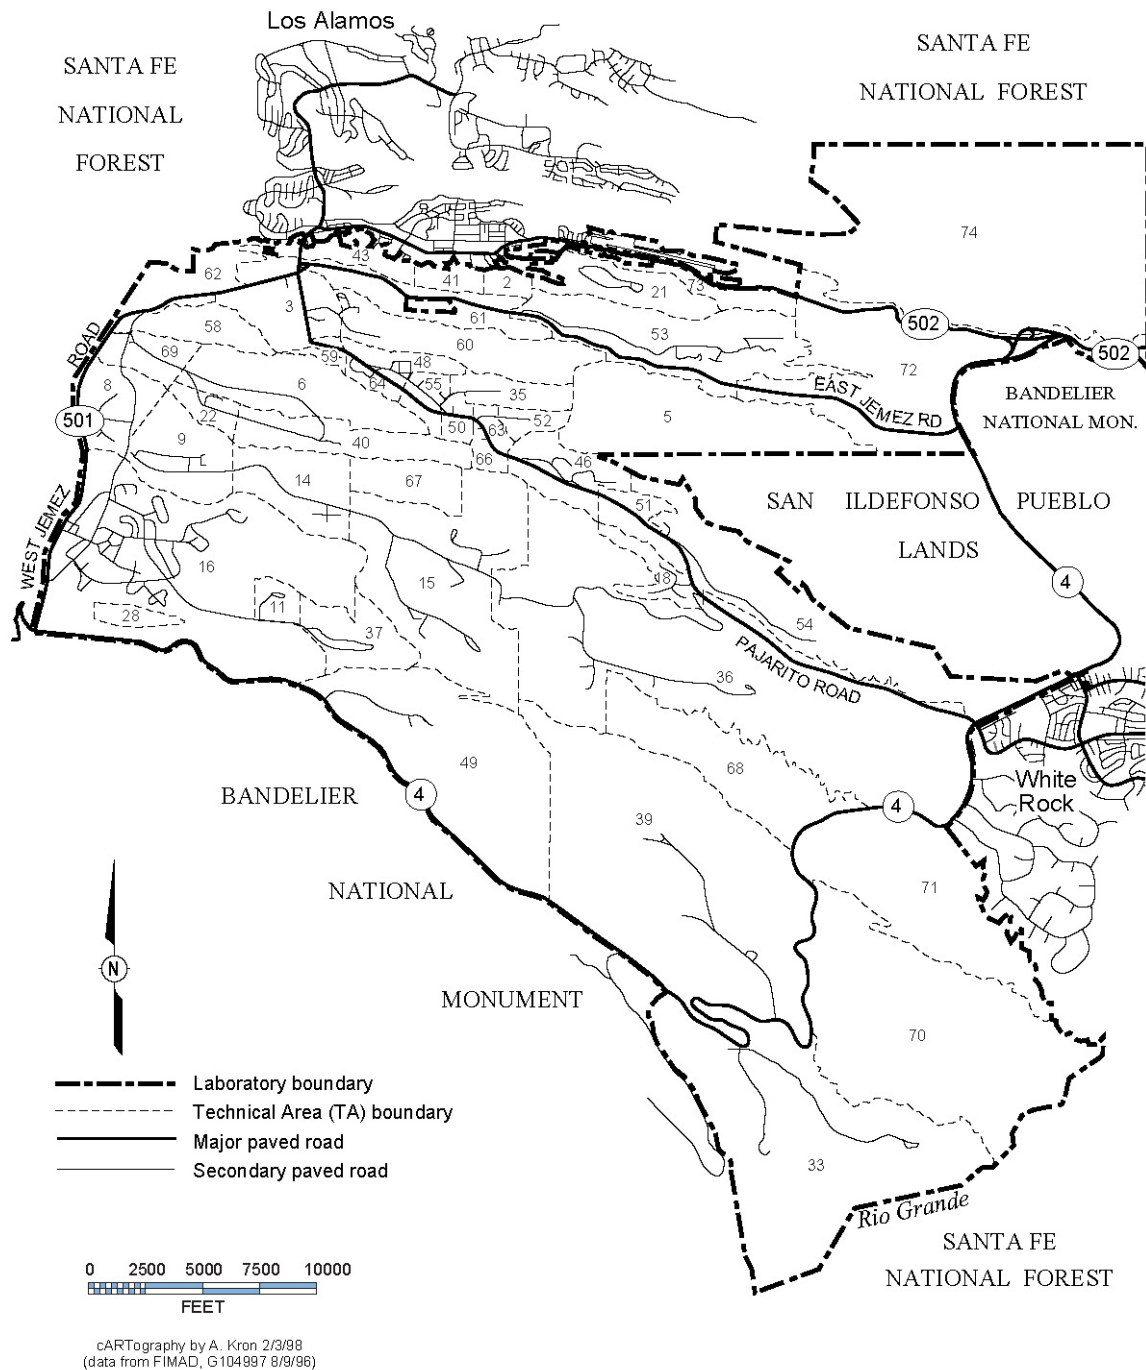 Los Alamos
SANTA FE
NATIONAL
FOREST
SANTA FE
NATIONAL FOREST
74
43
62
41
2
21
73
3
61
58
53
502
502
ROAD
69
59
48
60
72
BANDELIER
NATIONAL MON.
8
6
64
55
35
EAST JEMEZ RD
501
22
50
63
52
5
9
40
66
46
14
67
51
SAN ILDEFONSO PUEBLO
LANDS
WEST JEMEZ
16
15
18
4
28
11
37
54
36
PAJARITO ROAD
49
68
White
Rock
BANDELIER
4
39
4
NATIONAL
71
N
MONUMENT
70
Laboratory boundary
Technical Area (TA) boundary
Major paved road
Secondary paved road
33
Rio Grande
SANTA FE
NATIONAL FOREST
0 2500 5000 7500 10000
FEET
cARTography by A. Kron 2/3/98
(data from FIMAD, G104997 8/9/96)